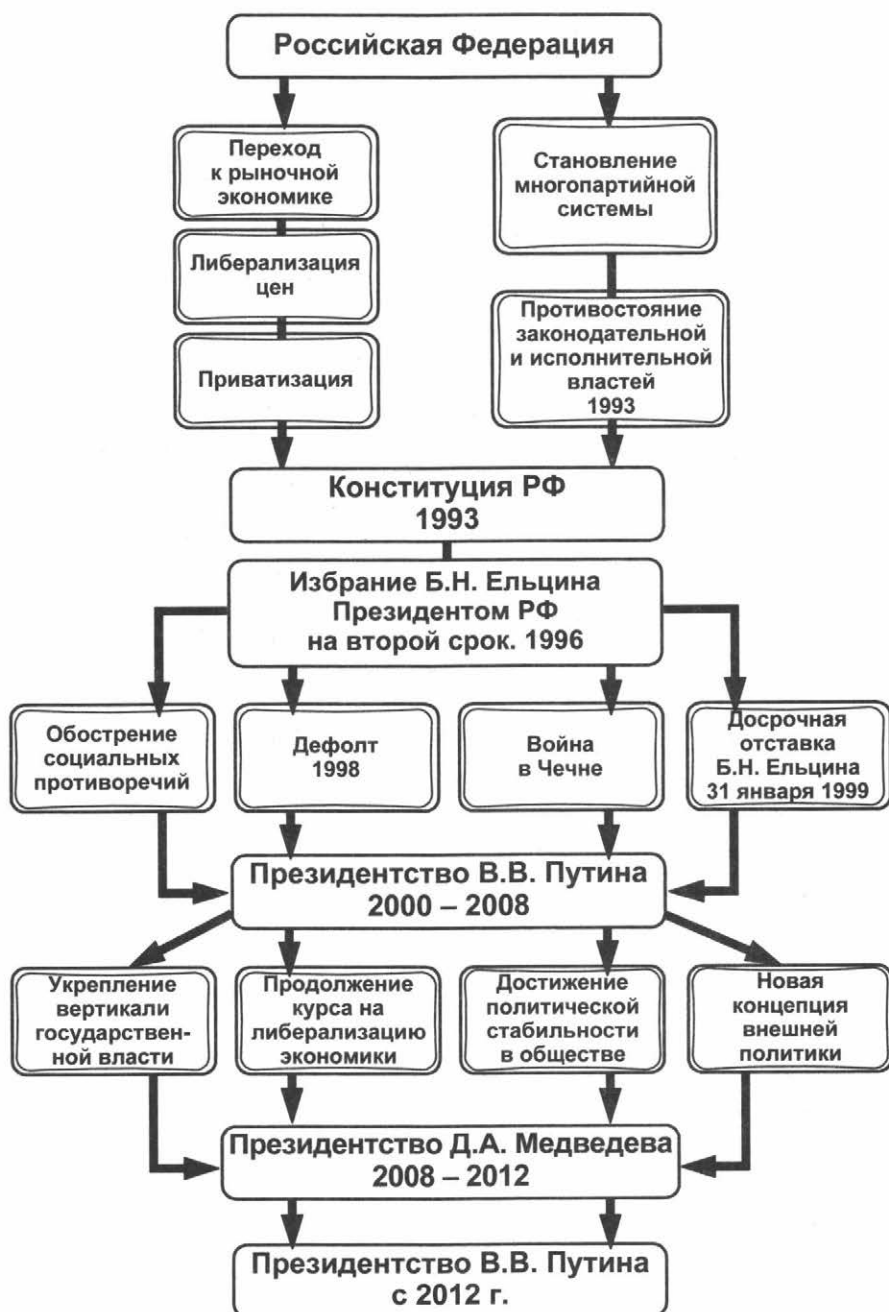 Российская Федерация
Переход
к рыночной
экономике
Либерализация
цен
Приватизация
Становление
многопартийной
системы
Противостояние
законодательной
и исполнительной
властей
1993
Конституция РФ
1993
Избрание Б.Н. Ельцина
Президентом РФ
на второй срок. 1996
Обострение
социальных
противоречий
Дефолт
1998
Война
в Чечне
Досрочная
отставка
Б.Н. Ельцина
31 января 1999
Президентство В.В. Путина
2000 – 2008
Укрепление
вертикали
государствен-
ной власти
Продолжение
курса на
либерализацию
экономики
Достижение
политической
стабильности
в обществе
Новая
концепция
внешней
политики
Президентство Д.А. Медведева
2008 – 2012
Президентство В.В. Путина
с 2012 г.